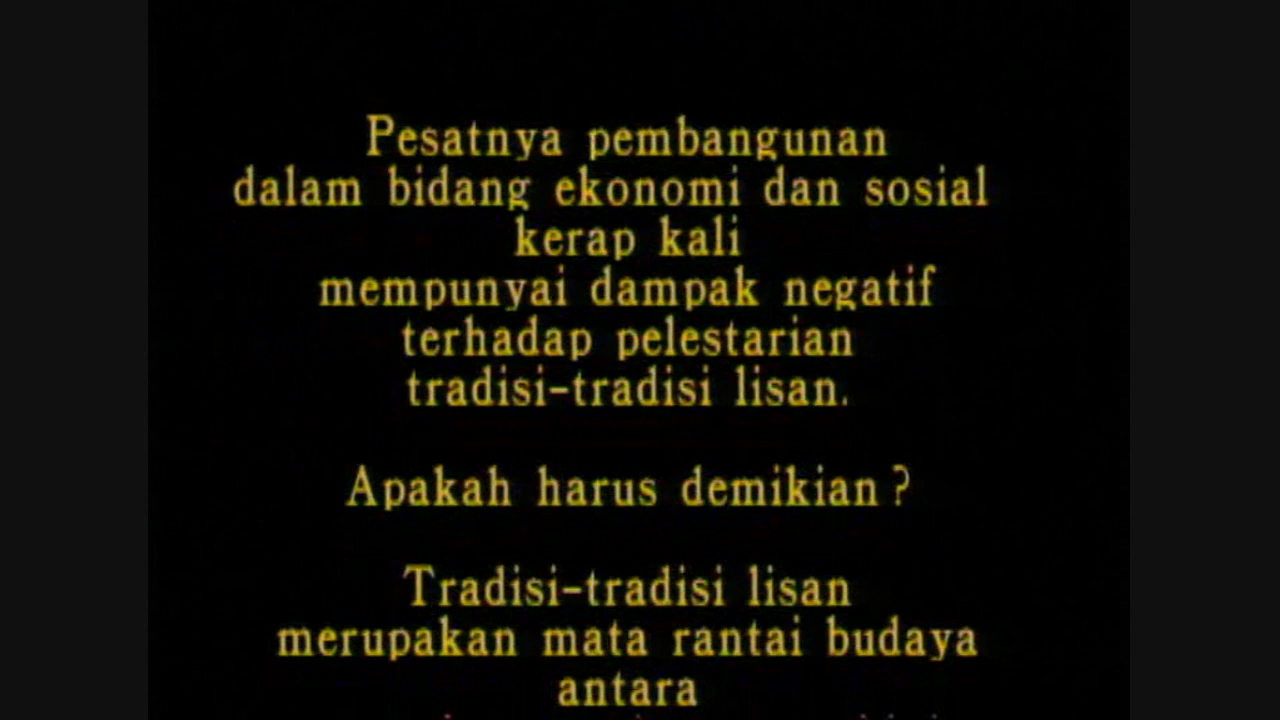 Pesatnya pembangunan
dalam bidang ekonomi dan sosial
kerap kali
mempunyai dampak negatif
terhadap pelestarian
tradisi-tradisi lisan.
Apakah harus demikian ?
Tradisi-tradisi lisan
merupakan mata rantai budaya
antara